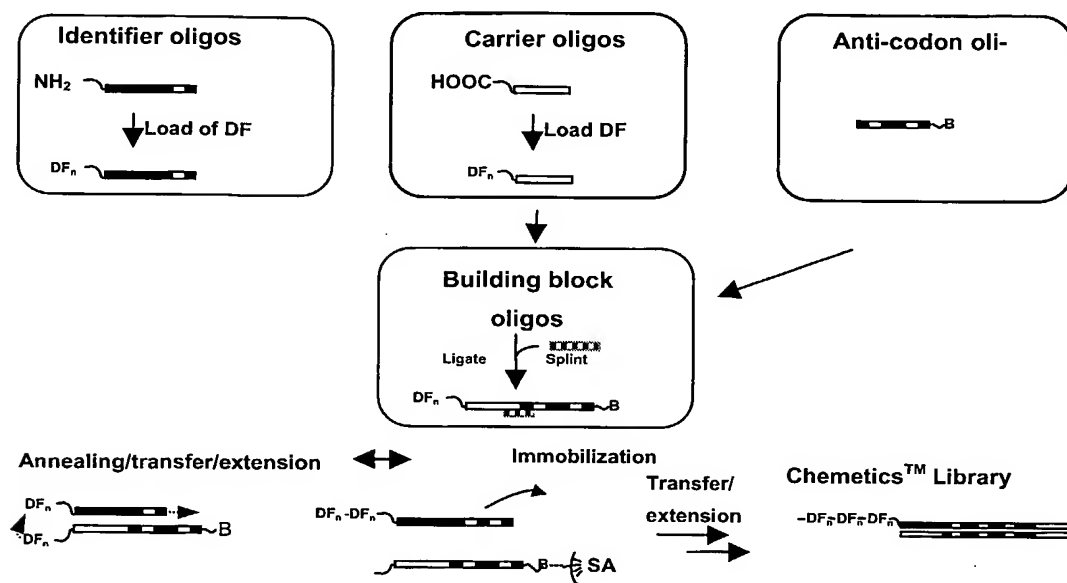 Identifier oligos
NH₂
Load of DF
DFₙ
Carrier oligos
HOOC
Load DF
DFₙ
Anti-codon oli-
B
Building block
oligos
Ligate
Splint
DFₙ
B
Annealing/transfer/extension
DFₙ
DFₙ
B
Immobilization
DFₙ-DFₙ
B
SA
Transfer/
extension
Chemetics™ Library
-DFₙ-DFₙ-DFₙ